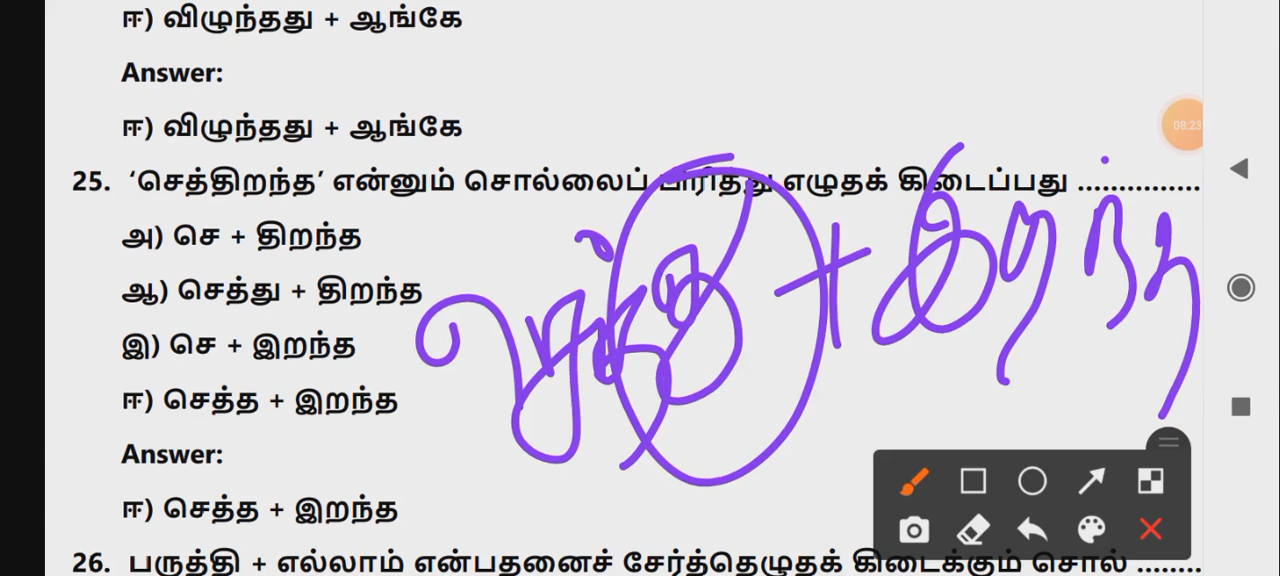 ஈ) விழுந்தது + ஆங்கே
Answer:
ஈ) விழுந்தது + ஆங்கே
08:23
25. ‘செத்திறந்த’ என்னும் சொல்லைப் பிரித்து எழுதக் கிடைப்பது ...............
அ) செ + திறந்த
ஆ) செத்து + திறந்த
இ) செ + இறந்த
ஈ) செத்த + இறந்த
+ இறந்த
Answer:
ஈ) செத்த + இறந்த
26. பருத்தி + எல்லாம் என்பதனைச் சேர்த்தெழுதக் கிடைக்கும் சொல் ........